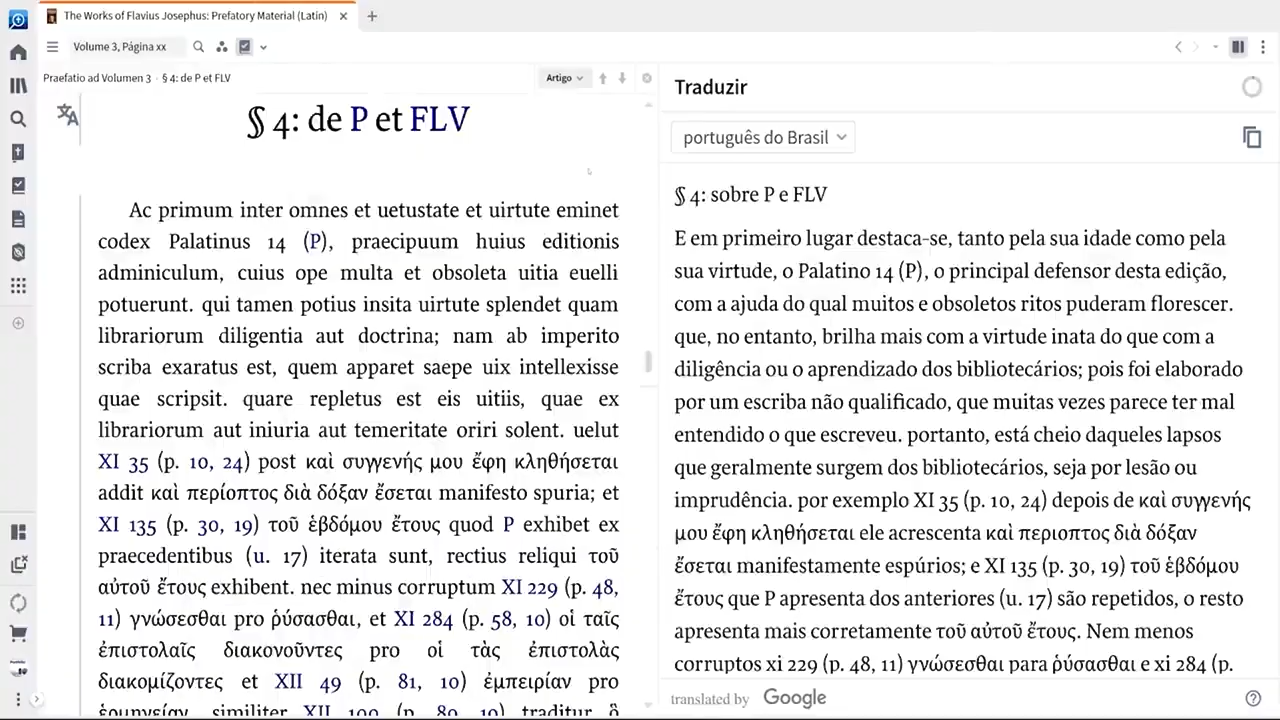 The Works of Flavius Josephus: Prefatory Material (Latin)
Volume 3, Página xx
Praefatio ad Volumen 3 · § 4: de P et FLV
Artigo
§ 4: de P et FLV
Ac primum inter omnes et uetustate et uirtute eminet
codex Palatinus 14 (P), praecipuum huius editionis
adminiculum, cuius ope multa et obsoleta uitia euelli
potuerunt. qui tamen potius insita uirtute splendet quam
librariorum diligentia aut doctrina; nam ab imperito
scriba exaratus est, quem apparet saepe uix intellexisse
quae scripsit. quare repletus est eis uitiis, quae ex
librariorum aut iniuria aut temeritate oriri solent. uelut
XI 35 (p. 10, 24) post καὶ συγγενής μου ἔφη κληθήσεται
addit καὶ περίοπτος διὰ δόξαν ἔσεται manifesto spuria; et
XI 135 (p. 30, 19) τοῦ ἑβδόμου ἔτους quod P exhibet ex
praecedentibus (u. 17) iterata sunt, rectius reliqui τοῦ
αὐτοῦ ἔτους exhibent. nec minus corruptum XI 229 (p. 48,
11) γνώσεσθαι pro ῥύσασθαι, et XI 284 (p. 58, 10) οἱ ταῖς
ἐπιστολαῖς διακονοῦντες pro οἱ τὰς ἐπιστολὰς
διακομίζοντες et XII 49 (p. 81, 10) ἐμπειρίαν pro
ἑρμηνείαν. similiter XII 100 (p. 89, 10) traditur ὃ
Traduzir
português do Brasil
§ 4: sobre P e FLV
E em primeiro lugar destaca-se, tanto pela sua idade como pela
sua virtude, o Palatino 14 (P), o principal defensor desta edição,
com a ajuda do qual muitos e obsoletos ritos puderam florescer.
que, no entanto, brilha mais com a virtude inata do que com a
diligência ou o aprendizado dos bibliotecários; pois foi elaborado
por um escriba não qualificado, que muitas vezes parece ter mal
entendido o que escreveu. portanto, está cheio daqueles lapsos
que geralmente surgem dos bibliotecários, seja por lesão ou
imprudência. por exemplo XI 35 (p. 10, 24) depois de καὶ συγγενής
μου ἔφη κληθήσεται ele acrescenta καὶ περιοπτος διὰ δόξαν
ἔσεται manifestamente espúrios; e XI 135 (p. 30, 19) τοῦ ἑβδόμου
ἔτους que P apresenta dos anteriores (u. 17) são repetidos, o resto
apresenta mais corretamente τοῦ αὐτοῦ ἔτους. Nem menos
corruptos xi 229 (p. 48, 11) γνώσεσθαι para ῥύσασθαι e xi 284 (p.
translated by Google